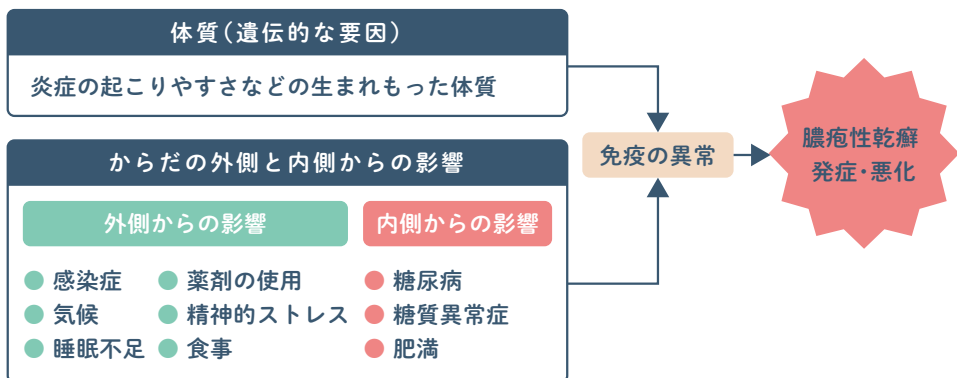 体質(遺伝的な要因)
炎症の起こりやすさなどの生まれもった体質
からだの外側と内側からの影響
外側からの影響
感染症 薬剤の使用
気候 精神的ストレス
睡眠不足 食事
内側からの影響
糖尿病
糖質異常症
肥満
免疫の異常
膿疱性乾癬
発症・悪化